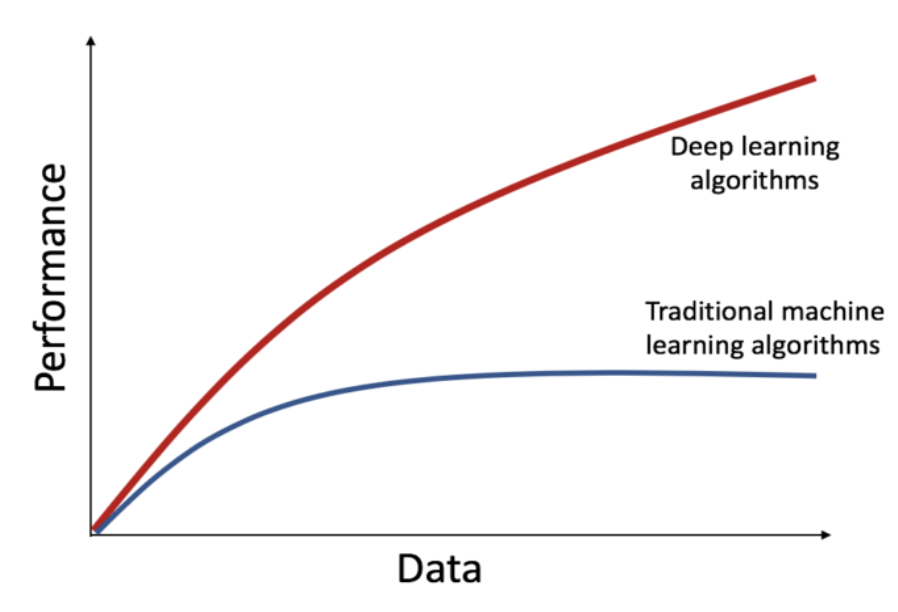 Deep learning
algorithms
Performance
Traditional machine
learning algorithms
Data